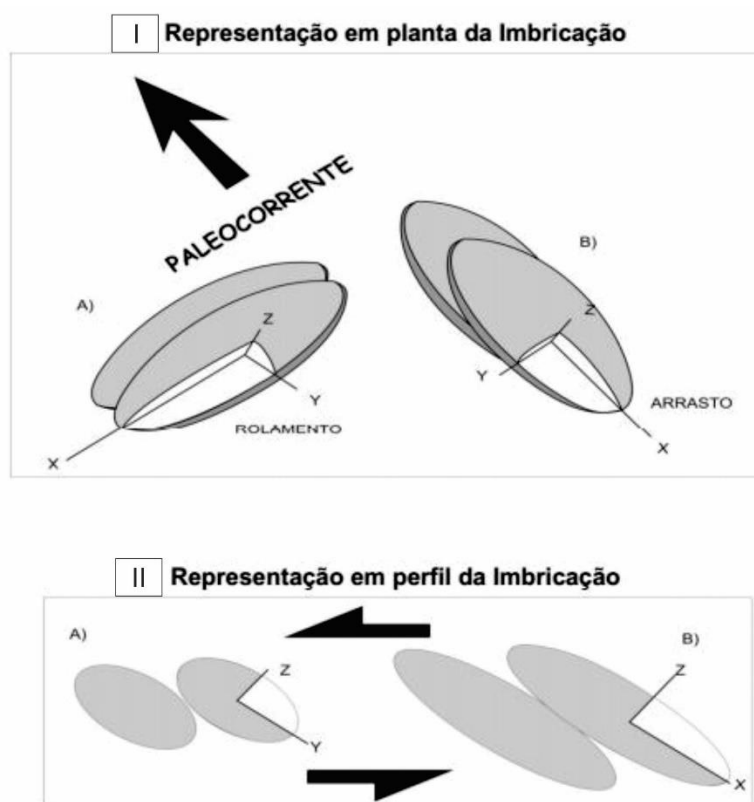 I Representação em planta da Imbricação
PALEOCORRENTE
A)
B)
Z
Y
X
ROLAMENTO
Z
Y
X
ARRASTO
II Representação em perfil da Imbricação
A)
Z
Y
B)
Z
X